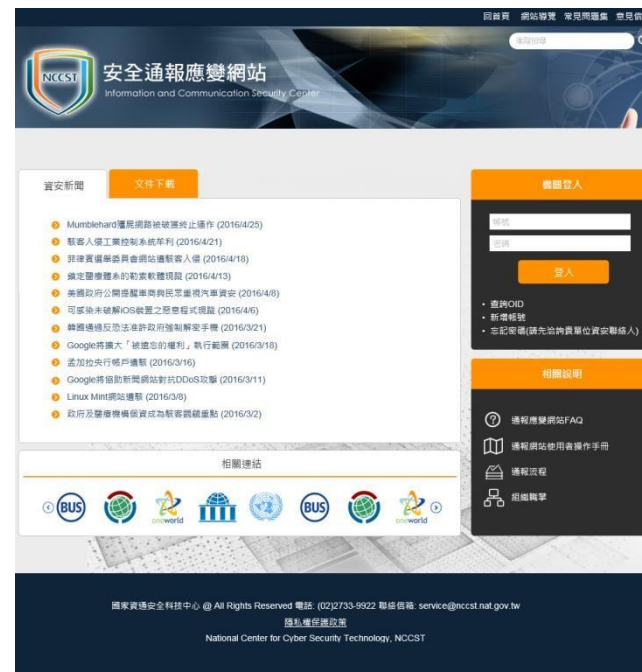 回首頁 網站導覽 常見問題集 意見信
進階搜尋
NCCST
安全通報應變網站
Information and Communication Security Center
資安新聞
文件下載
Mumblehard殭屍網路被破獲終止運作 (2016/4/25)
駭客入侵工業控制系統牟利 (2016/4/21)
菲律賓選舉委員會網站遭駭客入侵 (2016/4/18)
鎖定醫療體系的勒索軟體現蹤 (2016/4/13)
美國政府公開提醒車商與民眾重視汽車資安 (2016/4/8)
可感染未破解iOS裝置之惡意程式現蹤 (2016/4/6)
韓國通過反恐法准許政府強制解密手機 (2016/3/21)
Google將擴大「被遺忘的權利」執行範圍 (2016/3/18)
孟加拉央行帳戶遭駭 (2016/3/16)
Google將協助新聞網站對抗DDoS攻擊 (2016/3/11)
Linux Mint網站遭駭 (2016/3/8)
政府及醫療機構個資成為駭客覬覦重點 (2016/3/2)
相關連結
BUS
oneworld
BUS
oneworld
機關登入
帳號
密碼
登入
查詢OID
新增帳號
忘記密碼(請先洽詢貴單位資安聯絡人)
相關說明
通報應變網站FAQ
通報網站使用者操作手冊
通報流程
組織職掌
國家資通安全科技中心 @ All Rights Reserved 電話: (02)2733-9922 聯絡信箱: service@nccst.nat.gov.tw
隱私權保護政策
National Center for Cyber Security Technology, NCCST